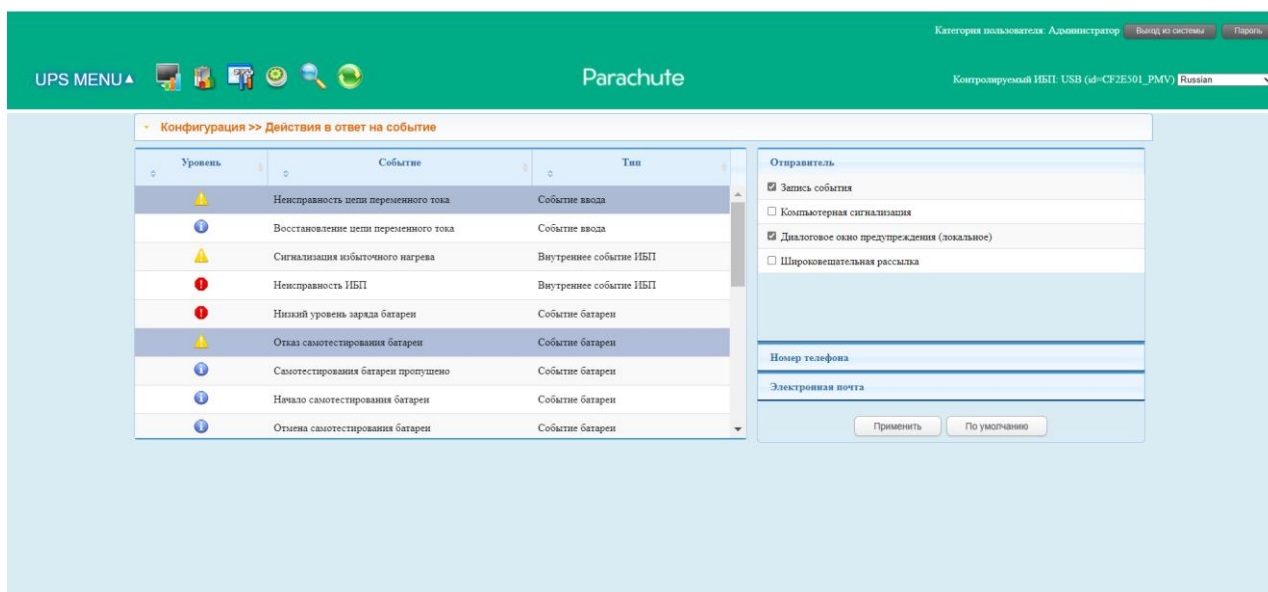 Категория пользователя: Администратор Выход из системы Пароль
UPS MENU▲ Parachute
Контролируемый ИБП: USB (id=CF2E501_PMV) Russian
Конфигурация >> Действия в ответ на событие
Уровень Событие Тип
Неисправность цепи переменного тока Событие ввода
Восстановление цепи переменного тока Событие ввода
Сигнализация избыточного нагрева Внутреннее событие ИБП
Неисправность ИБП Внутреннее событие ИБП
Низкий уровень заряда батареи Событие батареи
Отказ самотестирования батареи Событие батареи
Самотестирования батареи пропушено Событие батареи
Начало самотестирования батареи Событие батареи
Отмена самотестирования батареи Событие батареи
Отправитель
Запись события
Компьютерная сигнализация
Диалоговое окно предупреждения (локальное)
Широковещательная рассылка
Номер телефона
Электронная почта
Применить По умолчанию